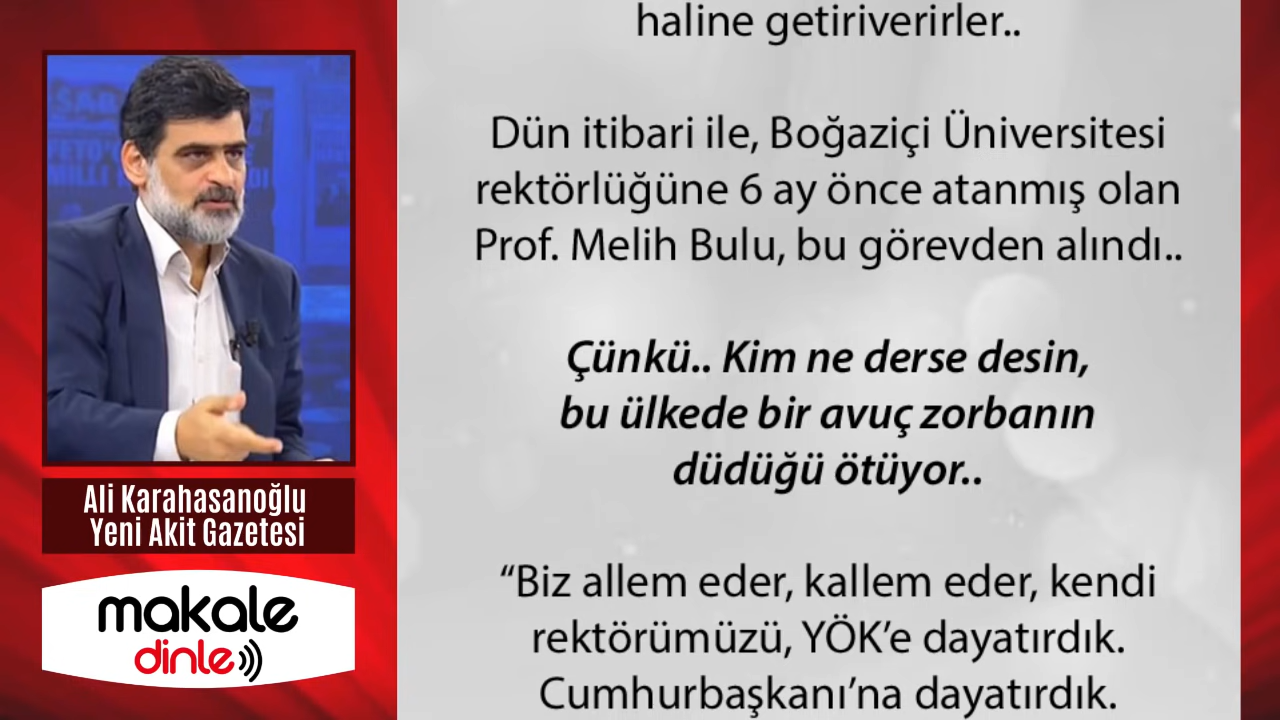 haline getiriverirler..
Dün itibari ile, Boğaziçi Üniversitesi
rektörlüğüne 6 ay önce atanmış olan
Prof. Melih Bulu, bu görevden alındı..
Çünkü.. Kim ne derse desin,
bu ülkede bir avuç zorbanın
düdüğü ötüyor..
“Biz allem eder, kallem eder, kendi
rektörümüzü, YÖK’e dayatırdık.
Cumhurbaşkanı’na dayatırdık.
Ali Karahasanoğlu
Yeni Akit Gazetesi
makale
dinle